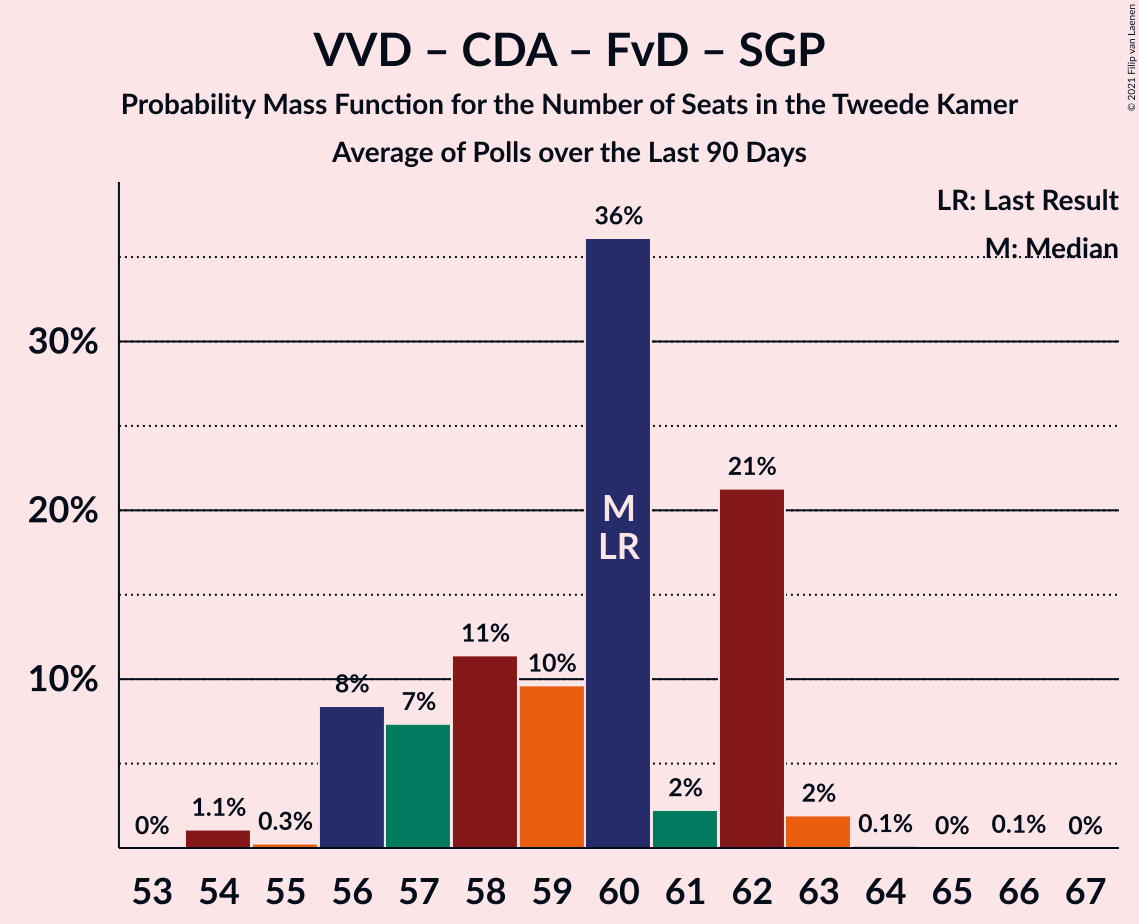 VVD – CDA – FvD – SGP
Probability Mass Function for the Number of Seats in the Tweede Kamer
Average of Polls over the Last 90 Days
© 2021 Filip van Laenen
LR: Last Result
M: Median
36%
30%
21%
20%
M
LR
11%
10%
10%
8%
7%
0%
1.1%
0.3%
2%
2%
0.1%
0%
0.1%
0%
53 54 55 56 57 58 59 60 61 62 63 64 65 66 67